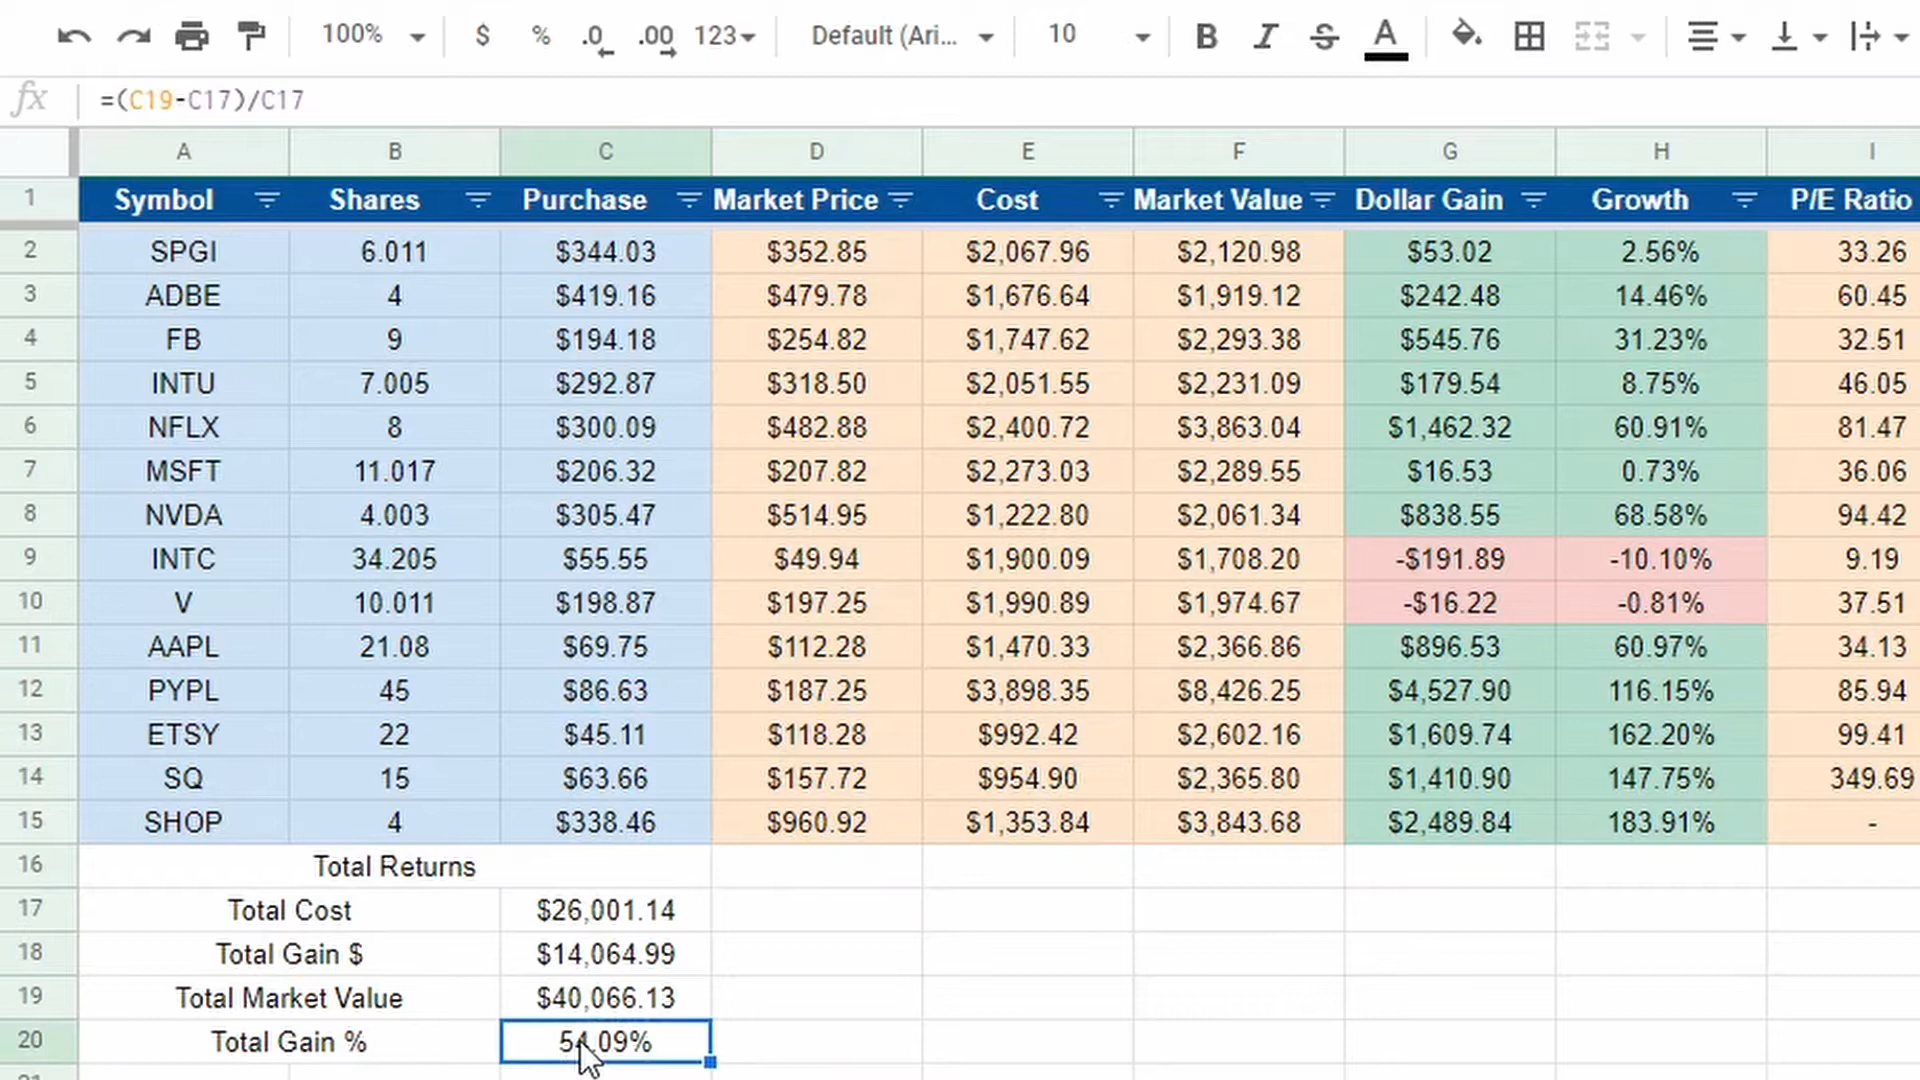 100% $ % .0 .00 123 Default (Ari... 10 B I S A
fx =(C19-C17)/C17
A B C D E F G H I
1 Symbol Shares Purchase Market Price Cost Market Value Dollar Gain Growth P/E Ratio
2 SPGI 6.011 $344.03 $352.85 $2,067.96 $2,120.98 $53.02 2.56% 33.26
3 ADBE 4 $419.16 $479.78 $1,676.64 $1,919.12 $242.48 14.46% 60.45
4 FB 9 $194.18 $254.82 $1,747.62 $2,293.38 $545.76 31.23% 32.51
5 INTU 7.005 $292.87 $318.50 $2,051.55 $2,231.09 $179.54 8.75% 46.05
6 NFLX 8 $300.09 $482.88 $2,400.72 $3,863.04 $1,462.32 60.91% 81.47
7 MSFT 11.017 $206.32 $207.82 $2,273.03 $2,289.55 $16.53 0.73% 36.06
8 NVDA 4.003 $305.47 $514.95 $1,222.80 $2,061.34 $838.55 68.58% 94.42
9 INTC 34.205 $55.55 $49.94 $1,900.09 $1,708.20 -$191.89 -10.10% 9.19
10 V 10.011 $198.87 $197.25 $1,990.89 $1,974.67 -$16.22 -0.81% 37.51
11 AAPL 21.08 $69.75 $112.28 $1,470.33 $2,366.86 $896.53 60.97% 34.13
12 PYPL 45 $86.63 $187.25 $3,898.35 $8,426.25 $4,527.90 116.15% 85.94
13 ETSY 22 $45.11 $118.28 $992.42 $2,602.16 $1,609.74 162.20% 99.41
14 SQ 15 $63.66 $157.72 $954.90 $2,365.80 $1,410.90 147.75% 349.69
15 SHOP 4 $338.46 $960.92 $1,353.84 $3,843.68 $2,489.84 183.91% -
16 Total Returns
17 Total Cost $26,001.14
18 Total Gain $ $14,064.99
19 Total Market Value $40,066.13
20 Total Gain % 54.09%